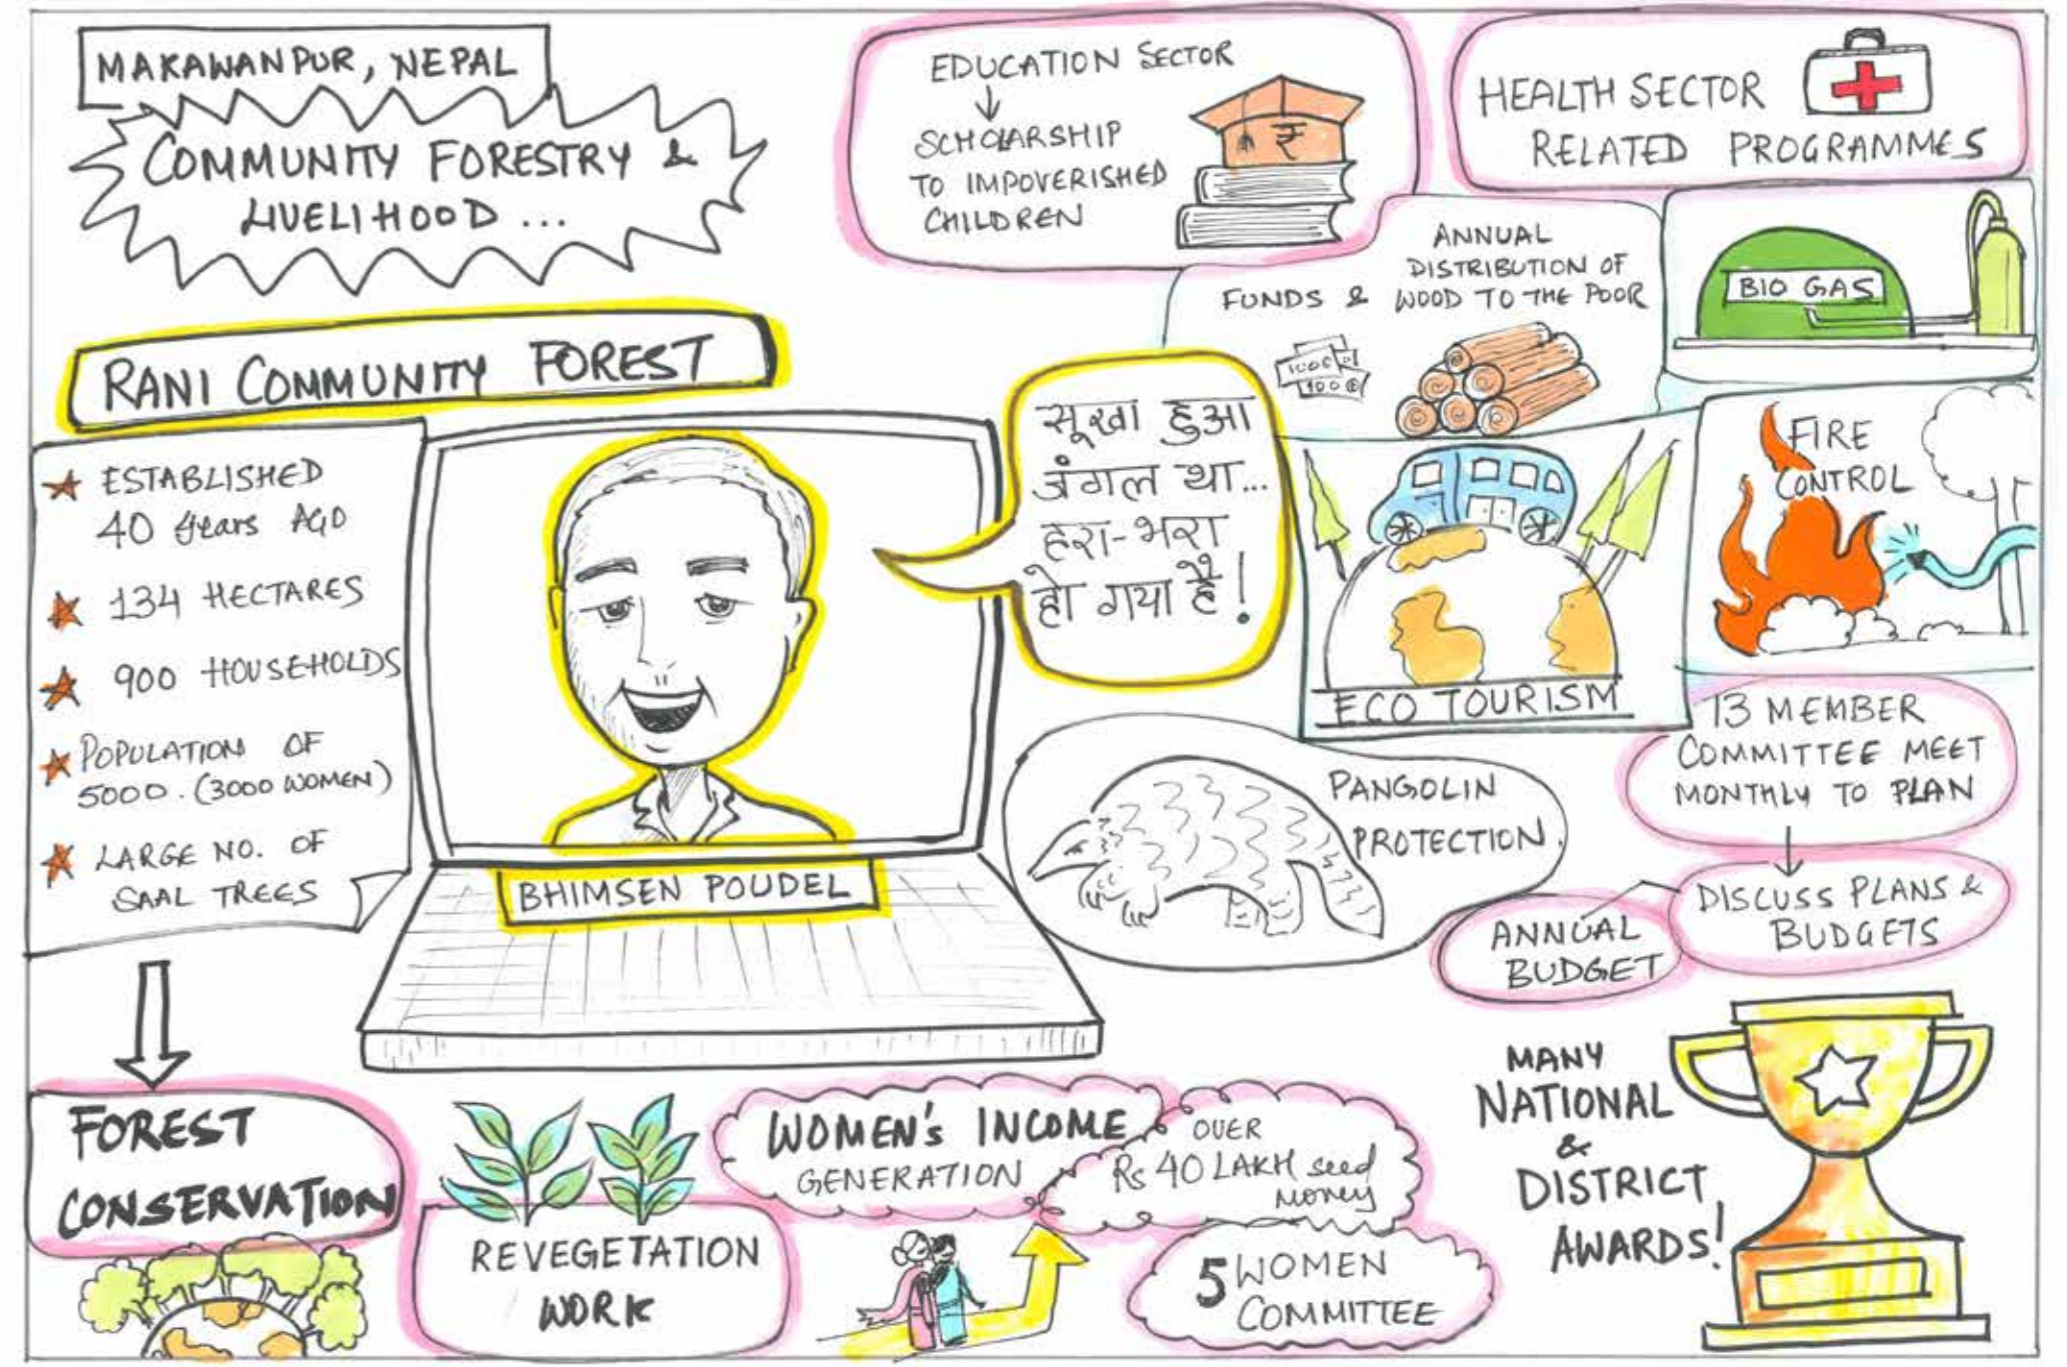 MAKAWANPUR, NEPAL
COMMUNITY FORESTRY &
LIVELIHOOD ...
RANI COMMUNITY FOREST
ESTABLISHED
40 years AGO
134 HECTARES
900 HOUSEHOLDS
POPULATION OF
5000. (3000 WOMEN)
LARGE NO. OF
SAAL TREES
FOREST
CONSERVATION
BHIMSEN POUDEL
सूखा हुआ
जंगल था...
हरा-भरा
हो गया है!
EDUCATION SECTOR
SCHOLARSHIP
TO IMPOVERISHED
CHILDREN
₹
HEALTH SECTOR
RELATED PROGRAMMES
FUNDS &
ANNUAL
DISTRIBUTION OF
WOOD TO THE POOR
BIO GAS
ECO TOURISM
FIRE
CONTROL
PANGOLIN
PROTECTION
13 MEMBER
COMMITTEE MEET
MONTHLY TO PLAN
DISCUSS PLANS &
BUDGETS
ANNUAL
BUDGET
REVEGETATION
WORK
WOMEN'S INCOME
GENERATION
OVER
Rs 40 LAKH seed
money
5 WOMEN
COMMITTEE
MANY
NATIONAL
&
DISTRICT
AWARDS!